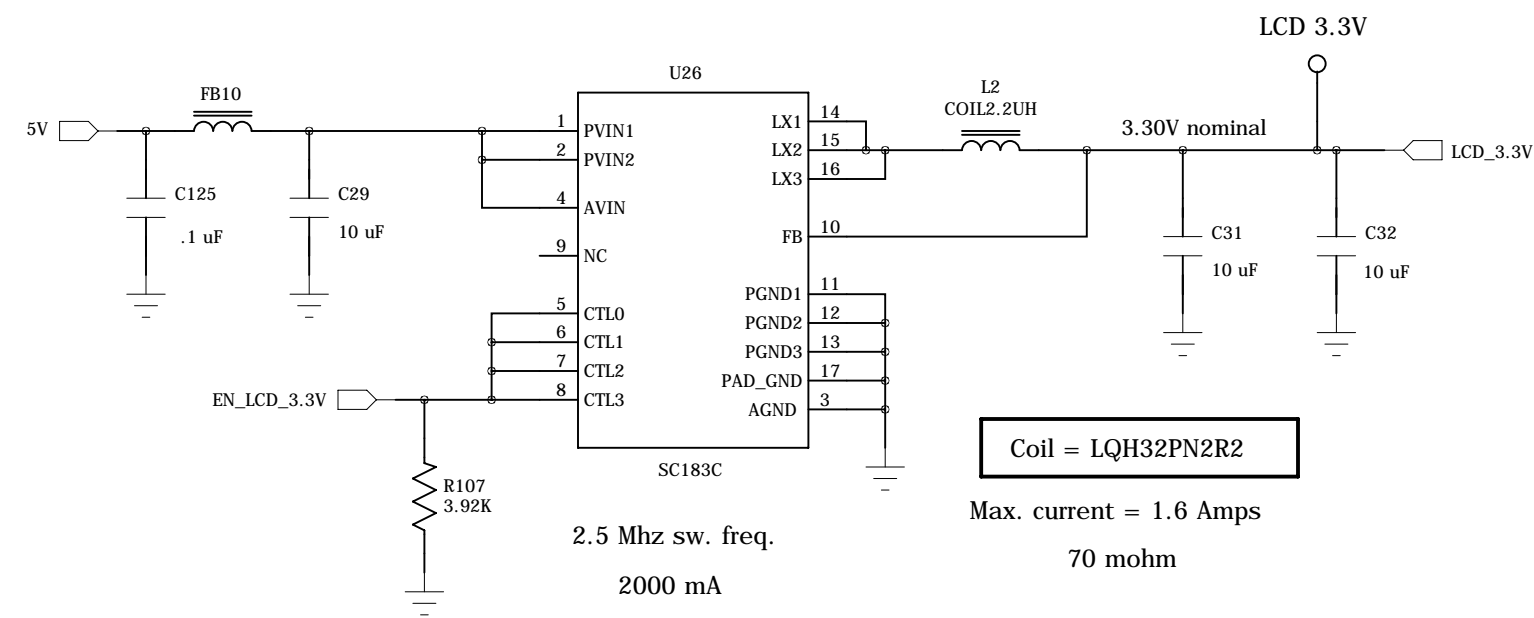 LCD 3.3V
U26
FB10
L2
COIL2.2UH
5V
1 PVIN1
2 PVIN2
4 AVIN
9 NC
5 CTL0
6 CTL1
7 CTL2
8 CTL3
LX1 14
LX2 15
LX3 16
FB 10
PGND1 11
PGND2 12
PGND3 13
PAD_GND 17
AGND 3
3.30V nominal
LCD_3.3V
C125
.1 uF
C29
10 uF
C31
10 uF
C32
10 uF
EN_LCD_3.3V
R107
3.92K
SC183C
2.5 Mhz sw. freq.
2000 mA
Coil = LQH32PN2R2
Max. current = 1.6 Amps
70 mohm